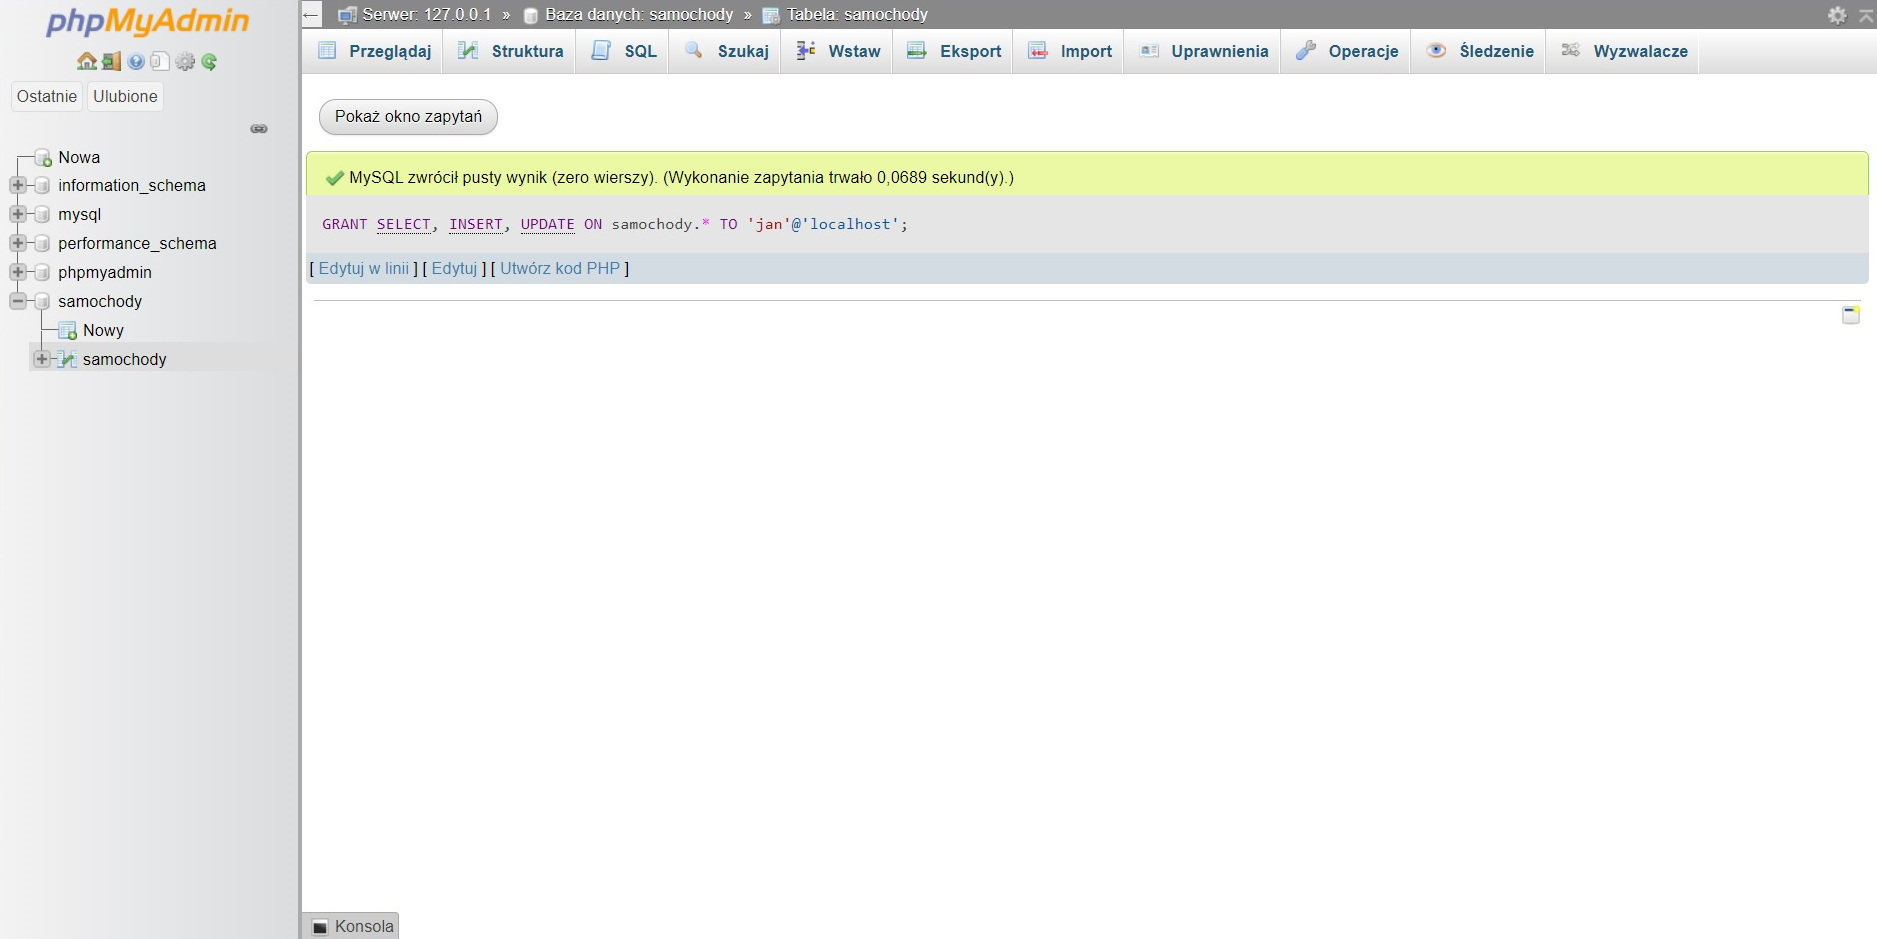 phpMyAdmin
Ostatnie Ulubione
Nowa
information_schema
mysql
performance_schema
phpmyadmin
samochody
Nowy
samochody
Serwer: 127.0.0.1 » Baza danych: samochody » Tabela: samochody
Przeglądaj Struktura SQL Szukaj Wstaw Eksport Import Uprawnienia Operacje Śledzenie Wyzwalacze
Pokaż okno zapytań
MySQL zwrócił pusty wynik (zero wierszy). (Wykonanie zapytania trwało 0,0689 sekund(y).)
GRANT SELECT, INSERT, UPDATE ON samochody.* TO 'jan'@'localhost';
[ Edytuj w linii ] [ Edytuj ] [ Utwórz kod PHP ]
Konsola